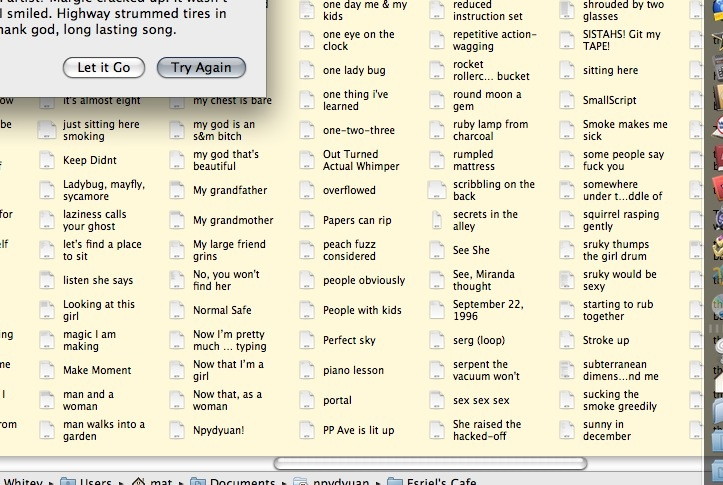 artist. Margie cracked up. It wasn't
I smiled. Highway strummed tires in
hank god, long lasting song.
Let it Go
Try Again
ow
be
for
elf
ing
me
I
rom
it's almost eight
just sitting here
smoking
Keep Didnt
Ladybug, mayfly,
sycamore
laziness calls
your ghost
let's find a place
to sit
listen she says
Looking at this
girl
magic I am
making
Make Moment
man and a
woman
man walks into a
garden
my chest is bare
my god is an
s&m bitch
my god that's
beautiful
My grandfather
My grandmother
My large friend
grins
No, you won't
find her
Normal Safe
Now I'm pretty
much ... typing
Now that I'm a
girl
Now that, as a
woman
Npydyuan!
one day me & my
kids
one eye on the
clock
one lady bug
one thing i've
learned
one-two-three
Out Turned
Actual Whimper
overflowed
Papers can rip
peach fuzz
considered
people obviously
People with kids
Perfect sky
piano lesson
portal
PP Ave is lit up
reduced
instruction set
repetitive action-
wagging
rocket
rollerc... bucket
round moon a
gem
ruby lamp from
charcoal
rumpled
mattress
scribbling on the
back
secrets in the
alley
See She
See, Miranda
thought
September 22,
1996
serg (loop)
serpent the
vacuum won't
sex sex sex
She raised the
hacked-off
shrouded by two
glasses
SISTAHS! Git my
TAPE!
sitting here
SmallScript
Smoke makes me
sick
some people say
fuck you
somewhere
under t...ddle of
squirrel rasping
gently
sruky thumps
the girl drum
sruky would be
sexy
starting to rub
together
Stroke up
subterranean
dimens...nd me
sucking the
smoke greedily
sunny in
december
Whitey ▸ Users ▸ mat ▸ Documents ▸ npydyuan ▸ Esriel's Cafe